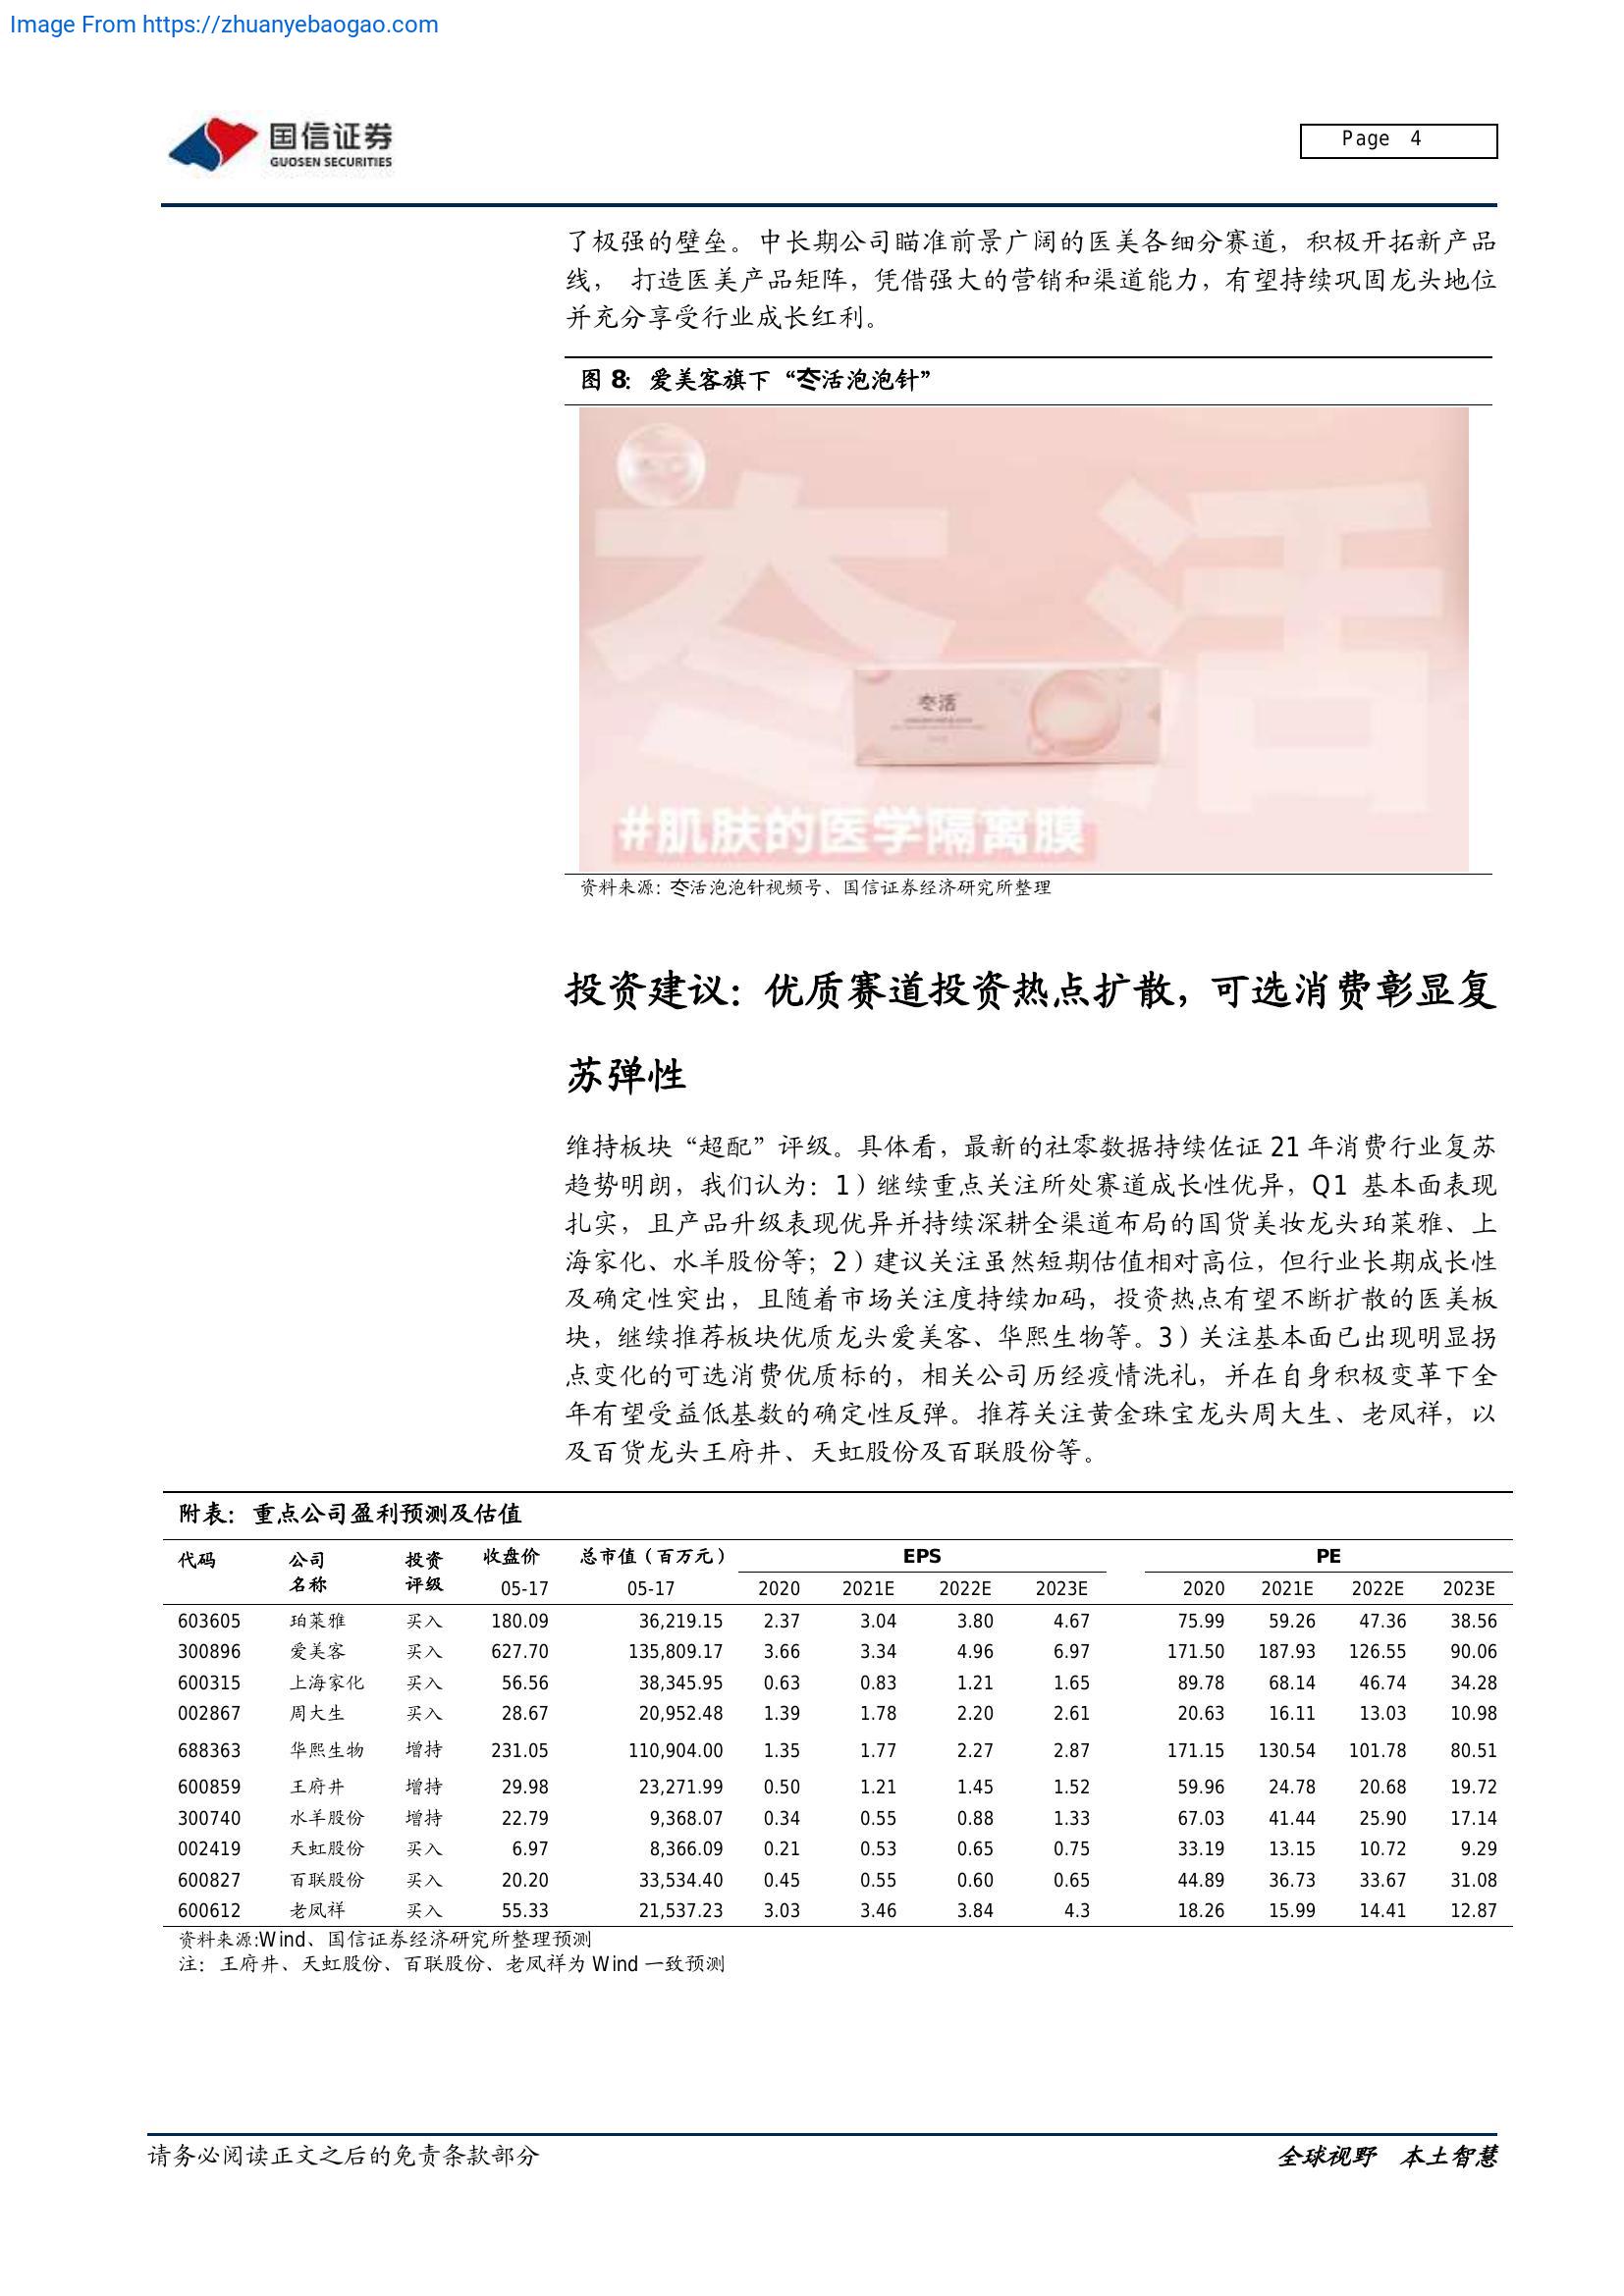 Image From https://zhuanyebaogao.com
国信证券
GUOSEN SECURITIES
Page 4
了极强的壁垒。中长期公司瞄准前景广阔的医美各细分赛道，积极开拓新产品
线， 打造医美产品矩阵，凭借强大的营销和渠道能力，有望持续巩固龙头地位
并充分享受行业成长红利。
图 8：爱美客旗下“冭活泡泡针”
冭活
冭活
#肌肤的医学隔离膜
资料来源：冭活泡泡针视频号、国信证券经济研究所整理
投资建议：优质赛道投资热点扩散，可选消费彰显复
苏弹性
维持板块“超配”评级。具体看，最新的社零数据持续佐证 21 年消费行业复苏
趋势明朗，我们认为：1）继续重点关注所处赛道成长性优异，Q1 基本面表现
扎实，且产品升级表现优异并持续深耕全渠道布局的国货美妆龙头珀莱雅、上
海家化、水羊股份等；2）建议关注虽然短期估值相对高位，但行业长期成长性
及确定性突出，且随着市场关注度持续加码，投资热点有望不断扩散的医美板
块，继续推荐板块优质龙头爱美客、华熙生物等。3）关注基本面已出现明显拐
点变化的可选消费优质标的，相关公司历经疫情洗礼，并在自身积极变革下全
年有望受益低基数的确定性反弹。推荐关注黄金珠宝龙头周大生、老凤祥，以
及百货龙头王府井、天虹股份及百联股份等。
附表：重点公司盈利预测及估值
代码 公司名称 投资评级 收盘价 总市值（百万元） EPS PE
05-17 05-17 2020 2021E 2022E 2023E 2020 2021E 2022E 2023E
603605 珀莱雅 买入 180.09 36,219.15 2.37 3.04 3.80 4.67 75.99 59.26 47.36 38.56
300896 爱美客 买入 627.70 135,809.17 3.66 3.34 4.96 6.97 171.50 187.93 126.55 90.06
600315 上海家化 买入 56.56 38,345.95 0.63 0.83 1.21 1.65 89.78 68.14 46.74 34.28
002867 周大生 买入 28.67 20,952.48 1.39 1.78 2.20 2.61 20.63 16.11 13.03 10.98
688363 华熙生物 增持 231.05 110,904.00 1.35 1.77 2.27 2.87 171.15 130.54 101.78 80.51
600859 王府井 增持 29.98 23,271.99 0.50 1.21 1.45 1.52 59.96 24.78 20.68 19.72
300740 水羊股份 增持 22.79 9,368.07 0.34 0.55 0.88 1.33 67.03 41.44 25.90 17.14
002419 天虹股份 买入 6.97 8,366.09 0.21 0.53 0.65 0.75 33.19 13.15 10.72 9.29
600827 百联股份 买入 20.20 33,534.40 0.45 0.55 0.60 0.65 44.89 36.73 33.67 31.08
600612 老凤祥 买入 55.33 21,537.23 3.03 3.46 3.84 4.3 18.26 15.99 14.41 12.87
资料来源:Wind、国信证券经济研究所整理预测
注：王府井、天虹股份、百联股份、老凤祥为 Wind 一致预测
请务必阅读正文之后的免责条款部分
全球视野 本土智慧